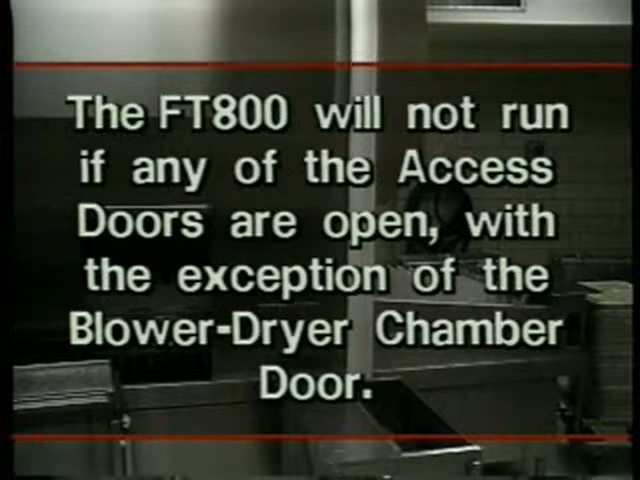 The FT800 will not run
if any of the Access
Doors are open, with
the exception of the
Blower-Dryer Chamber
Door.